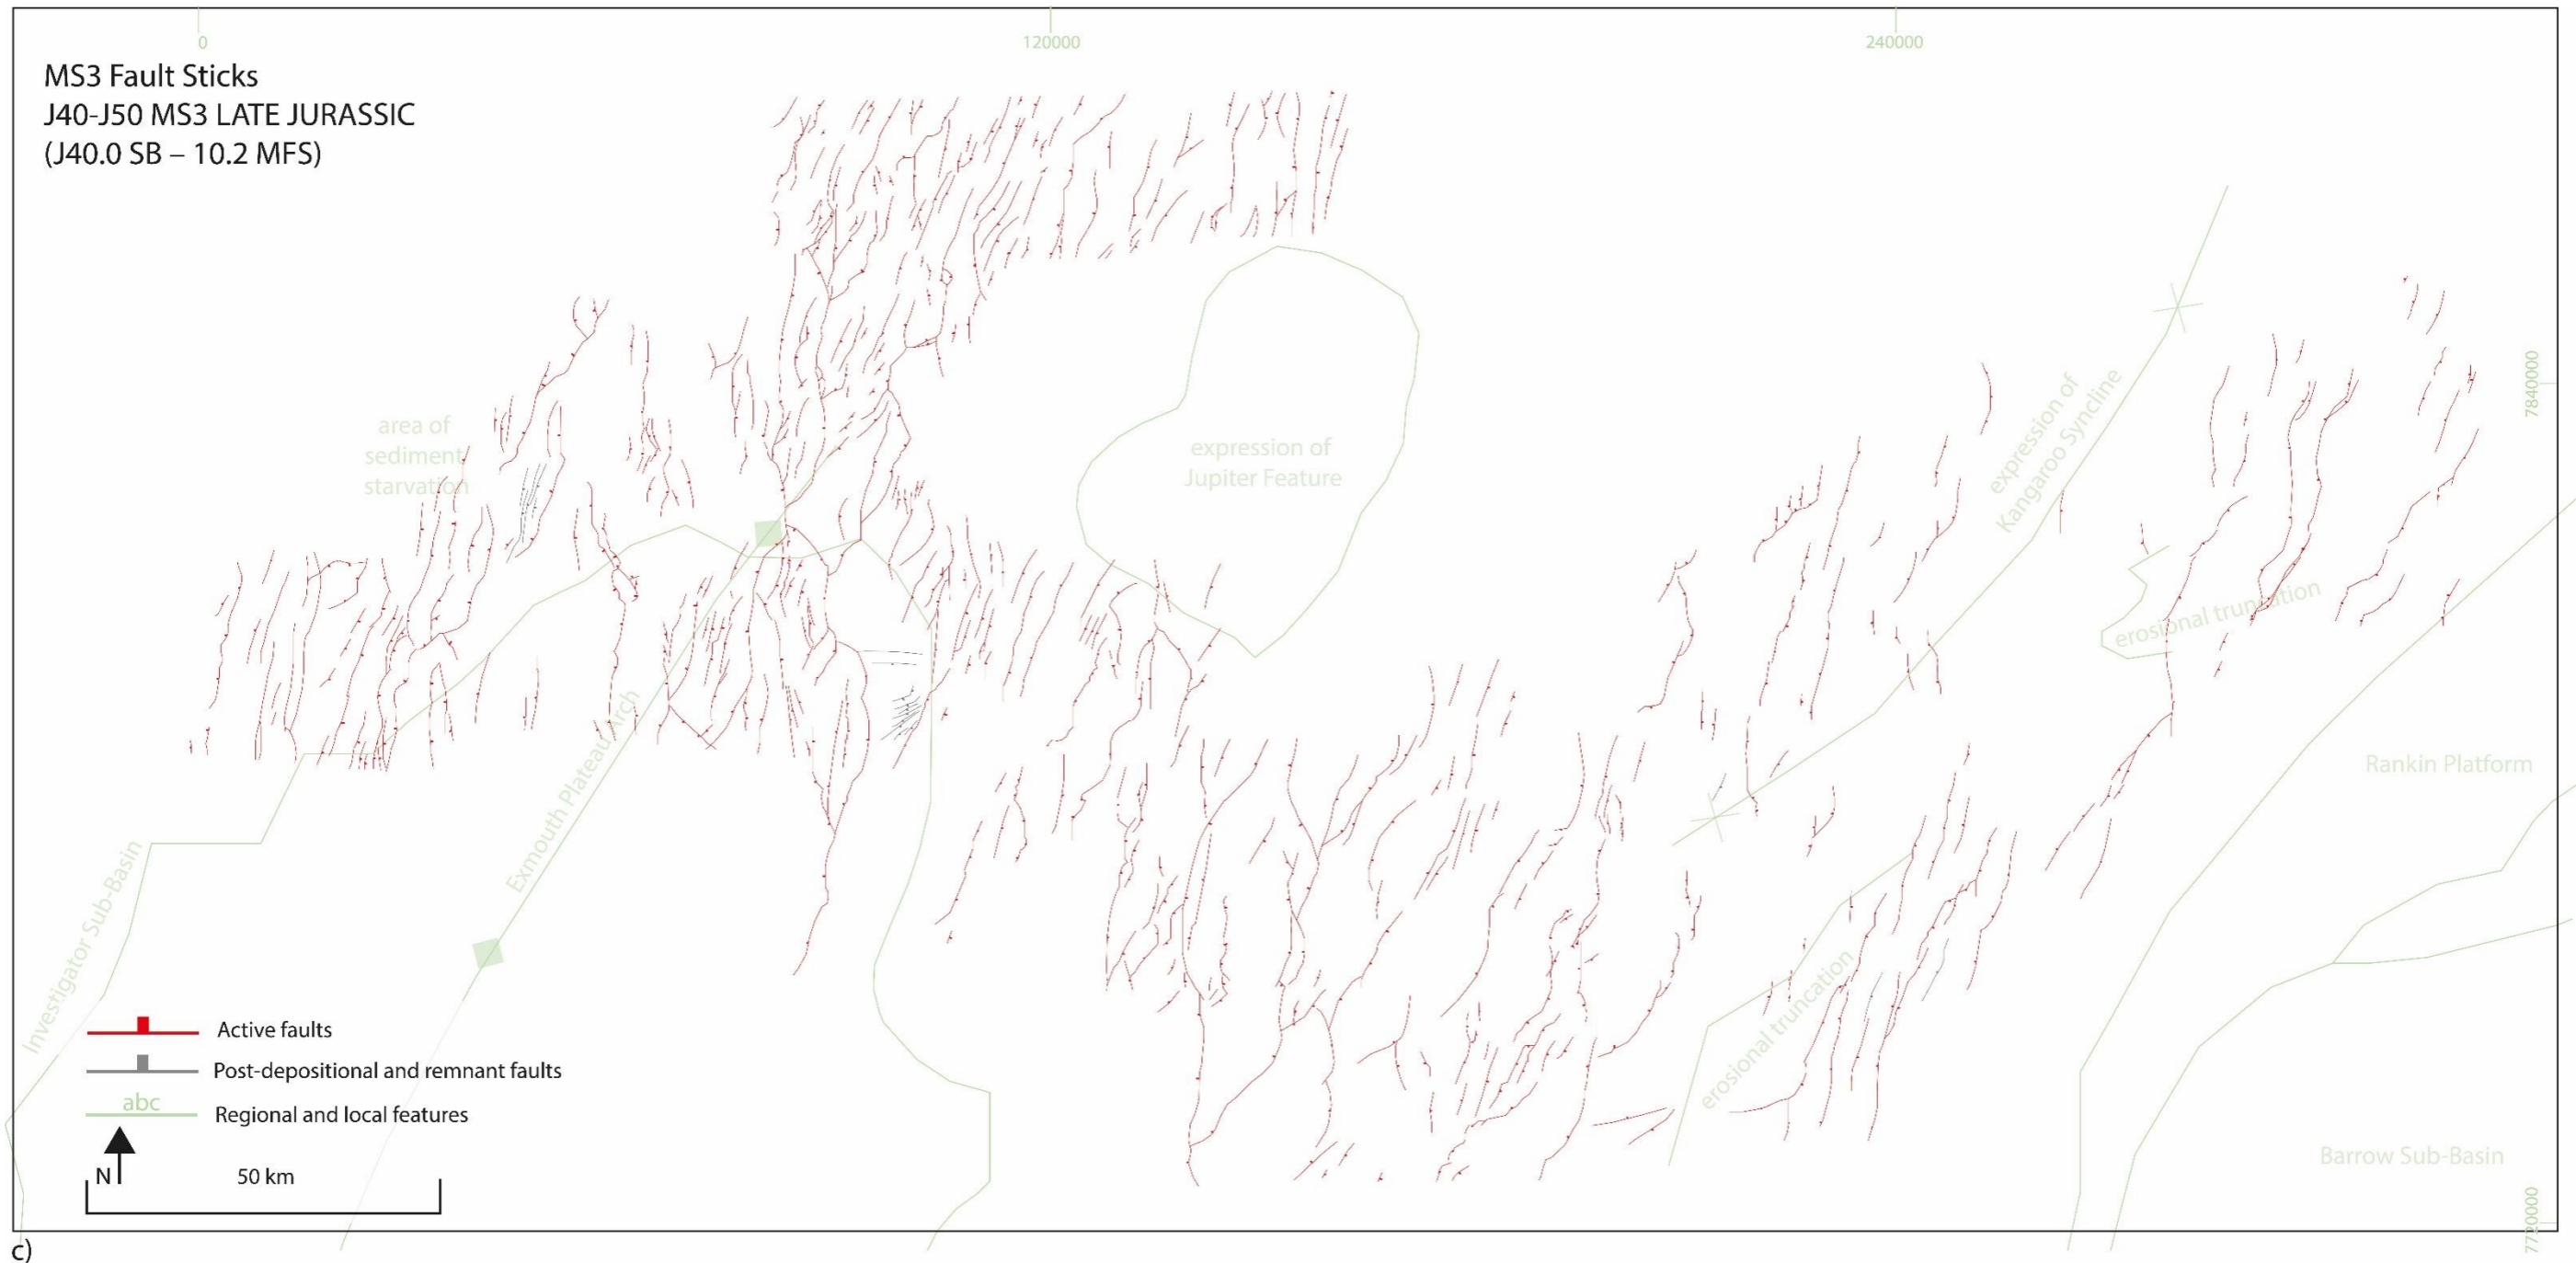 0
120000
240000
MS3 Fault Sticks
J40-J50 MS3 LATE JURASSIC
(J40.0 SB – 10.2 MFS)
7840000
area of
sediment
starvation
expression of
Jupiter Feature
expression of
Kangaroo Syncline
erosional truncation
Exmouth Plateau Arch
Rankin Platform
Investigator Sub-Basin
erosional truncation
Active faults
Post-depositional and remnant faults
abc
Regional and local features
N
50 km
Barrow Sub-Basin
7720000
c)